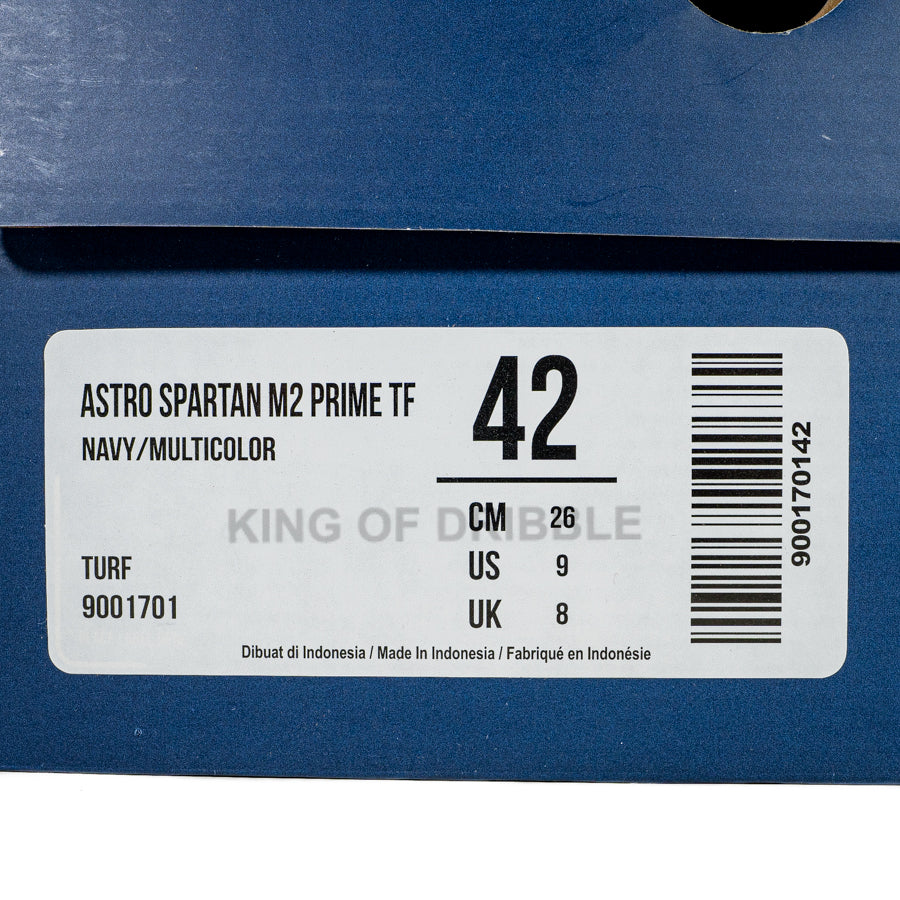 ASTRO SPARTAN M2 PRIME TF
NAVY/MULTICOLOR
42
KING OF DRIBBLE
CM 26
US 9
UK 8
TURF
9001701
Dibuat di Indonesia / Made In Indonesia / Fabriqué en Indonésie
900170142